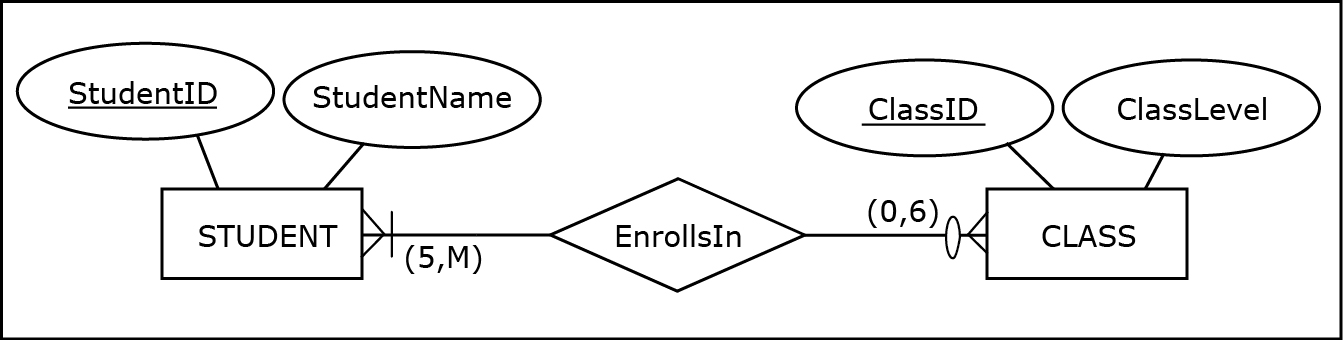 StudentID
StudentName
ClassID
ClassLevel
STUDENT
(5,M)
EnrollsIn
(0,6)
CLASS